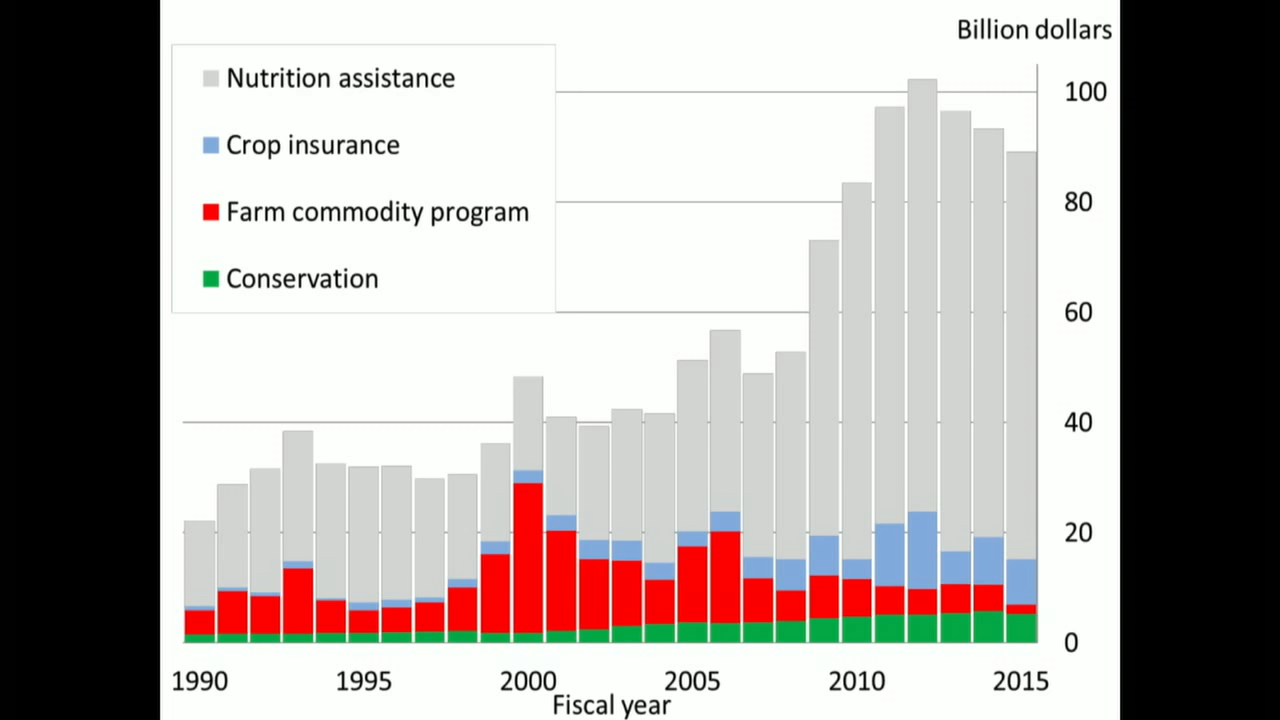 Billion dollars
Nutrition assistance
Crop insurance
Farm commodity program
Conservation
100
80
60
40
20
0
1990 1995 2000 2005 2010 2015
Fiscal year